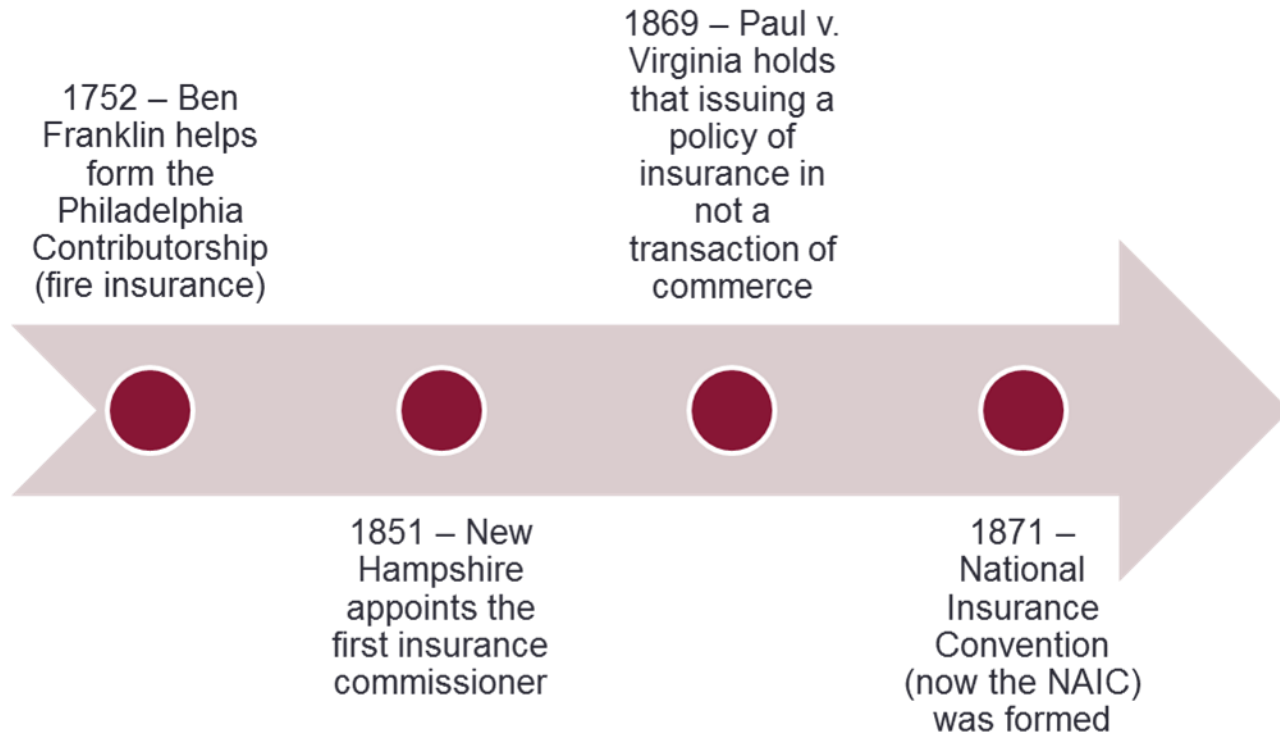 1752 – Ben
Franklin helps
form the
Philadelphia
Contributorship
(fire insurance)
1851 – New
Hampshire
appoints the
first insurance
commissioner
1869 – Paul v.
Virginia holds
that issuing a
policy of
insurance in
not a
transaction of
commerce
1871 –
National
Insurance
Convention
(now the NAIC)
was formed